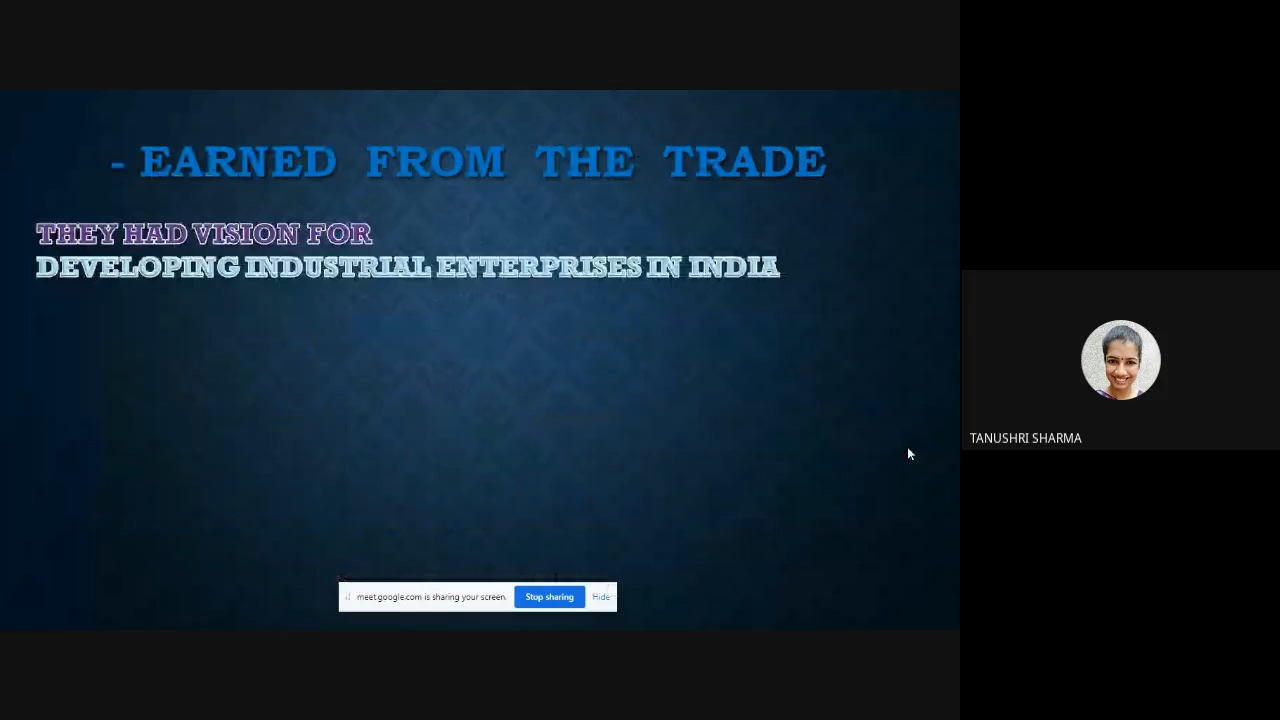 - EARNED FROM THE TRADE
THEY HAD VISION FOR
DEVELOPING INDUSTRIAL ENTERPRISES IN INDIA
TANUSHRI SHARMA
meet.google.com is sharing your screen. Stop sharing Hide